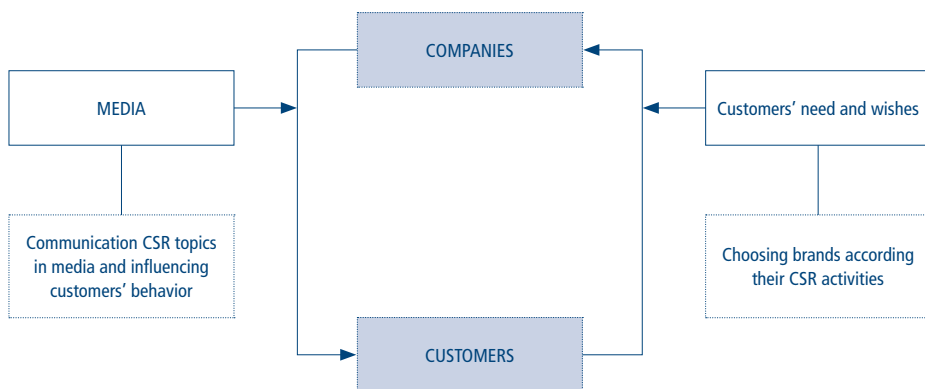 COMPANIES
MEDIA
Customers' need and wishes
Communication CSR topics
in media and influencing
customers' behavior
Choosing brands according
their CSR activities
CUSTOMERS